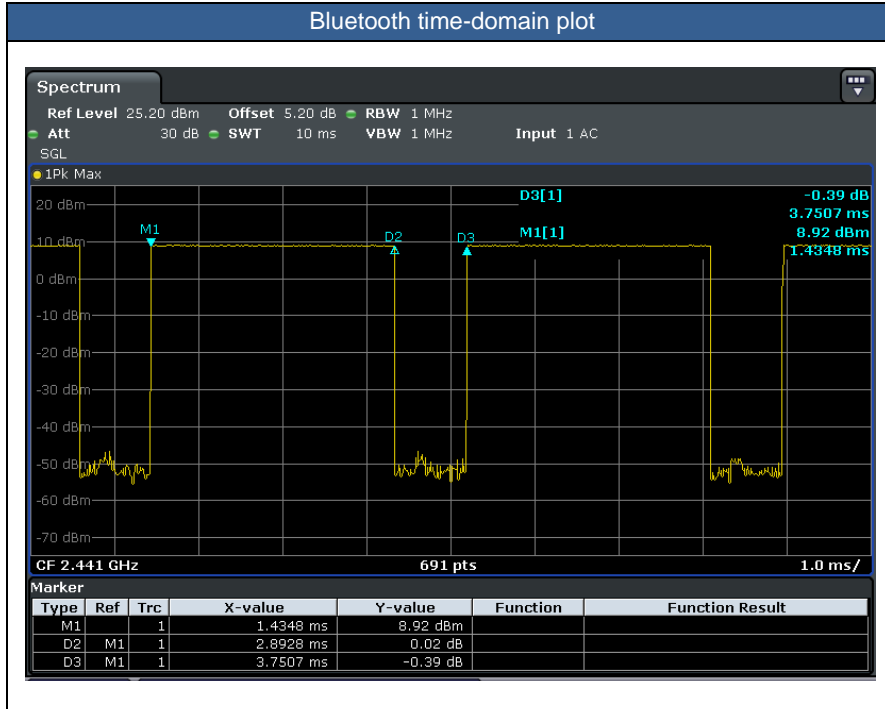 Bluetooth time-domain plot
Spectrum
Ref Level 25.20 dBm Offset 5.20 dB RBW 1 MHz
Att 30 dB SWT 10 ms VBW 1 MHz Input 1 AC
SGL
1Pk Max
D3[1] -0.39 dB
3.7507 ms
M1[1] 8.92 dBm
1.4348 ms
20 dBm
M1
D2
D3
10 dBm
0 dBm
-10 dBm
-20 dBm
-30 dBm
-40 dBm
-50 dBm
-60 dBm
-70 dBm
CF 2.441 GHz 691 pts 1.0 ms/
Marker
Type Ref Trc X-value Y-value Function Function Result
M1 1 1.4348 ms 8.92 dBm
D2 M1 1 2.8928 ms 0.02 dB
D3 M1 1 3.7507 ms -0.39 dB